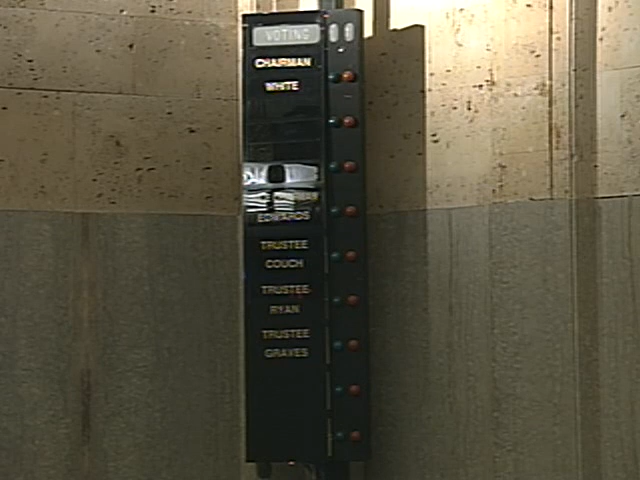 VOTING
CHAIRMAN
WHITE
EDWARDS
TRUSTEE
COUCH
TRUSTEE
RYAN
TRUSTEE
GRAVES